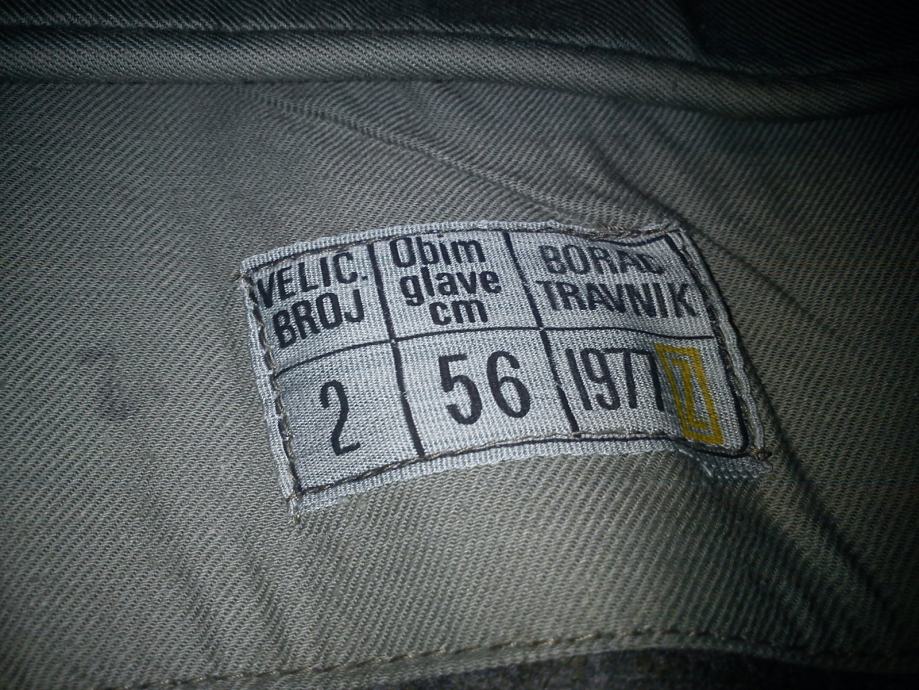 VELIC.
BROJ
Obim
glave
cm
BORAC
TRAVNIK
2
56
1977